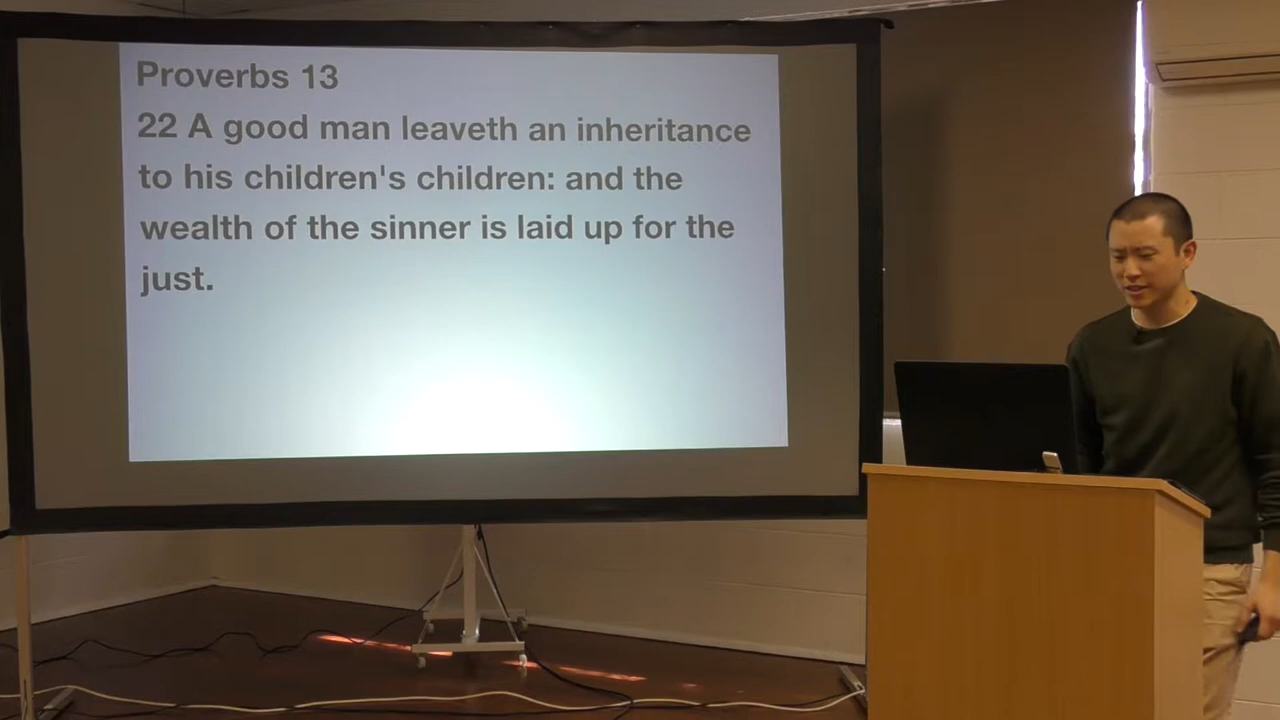 Proverbs 13
22 A good man leaveth an inheritance
to his children's children: and the
wealth of the sinner is laid up for the
just.